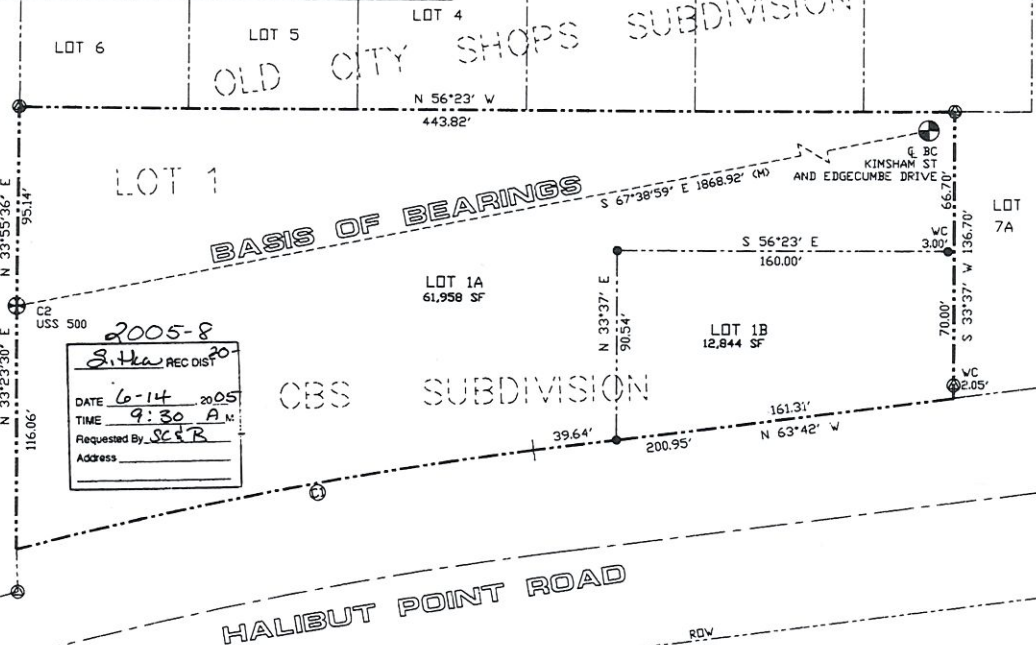 LOT 4
LOT 5
LOT 6
OLD CITY SHOPS SUBDIVISION
N 56°23' W
443.82'
LOT 1
BASIS OF BEARINGS
S 67°38'59' E 1868.92' (M)
℄ BC
KIMSHAM ST
AND EDGECUMBE DRIVE
66.70'
LOT
7A
N 33°55'36' E
95.14'
S 56°23' E
160.00'
WC
3.00'
S 33°37' W 136.70'
70.00'
LOT 1A
61,958 SF
N 33°37' E
90.54'
LOT 1B
12,844 SF
C2
USS 500
WC
2.05'
N 33°23'30' E
116.06'
2005-8
Sitka REC DIST 20-
DATE 6-14 2005
TIME 9:30 A M
Requested By SC&B
Address
CBS SUBDIVISION
161.31'
39.64'
200.95'
N 63°42' W
C1
HALIBUT POINT ROAD
ROW